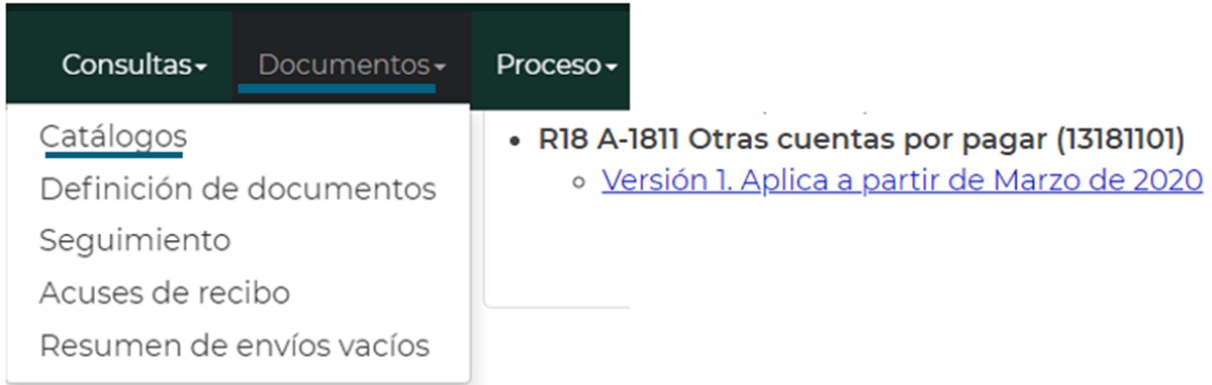 Consultas Documentos Proceso
Catálogos
Definición de documentos
Seguimiento
Acuses de recibo
Resumen de envíos vacíos
• R18 A-1811 Otras cuentas por pagar (13181101)
◦ Versión 1. Aplica a partir de Marzo de 2020